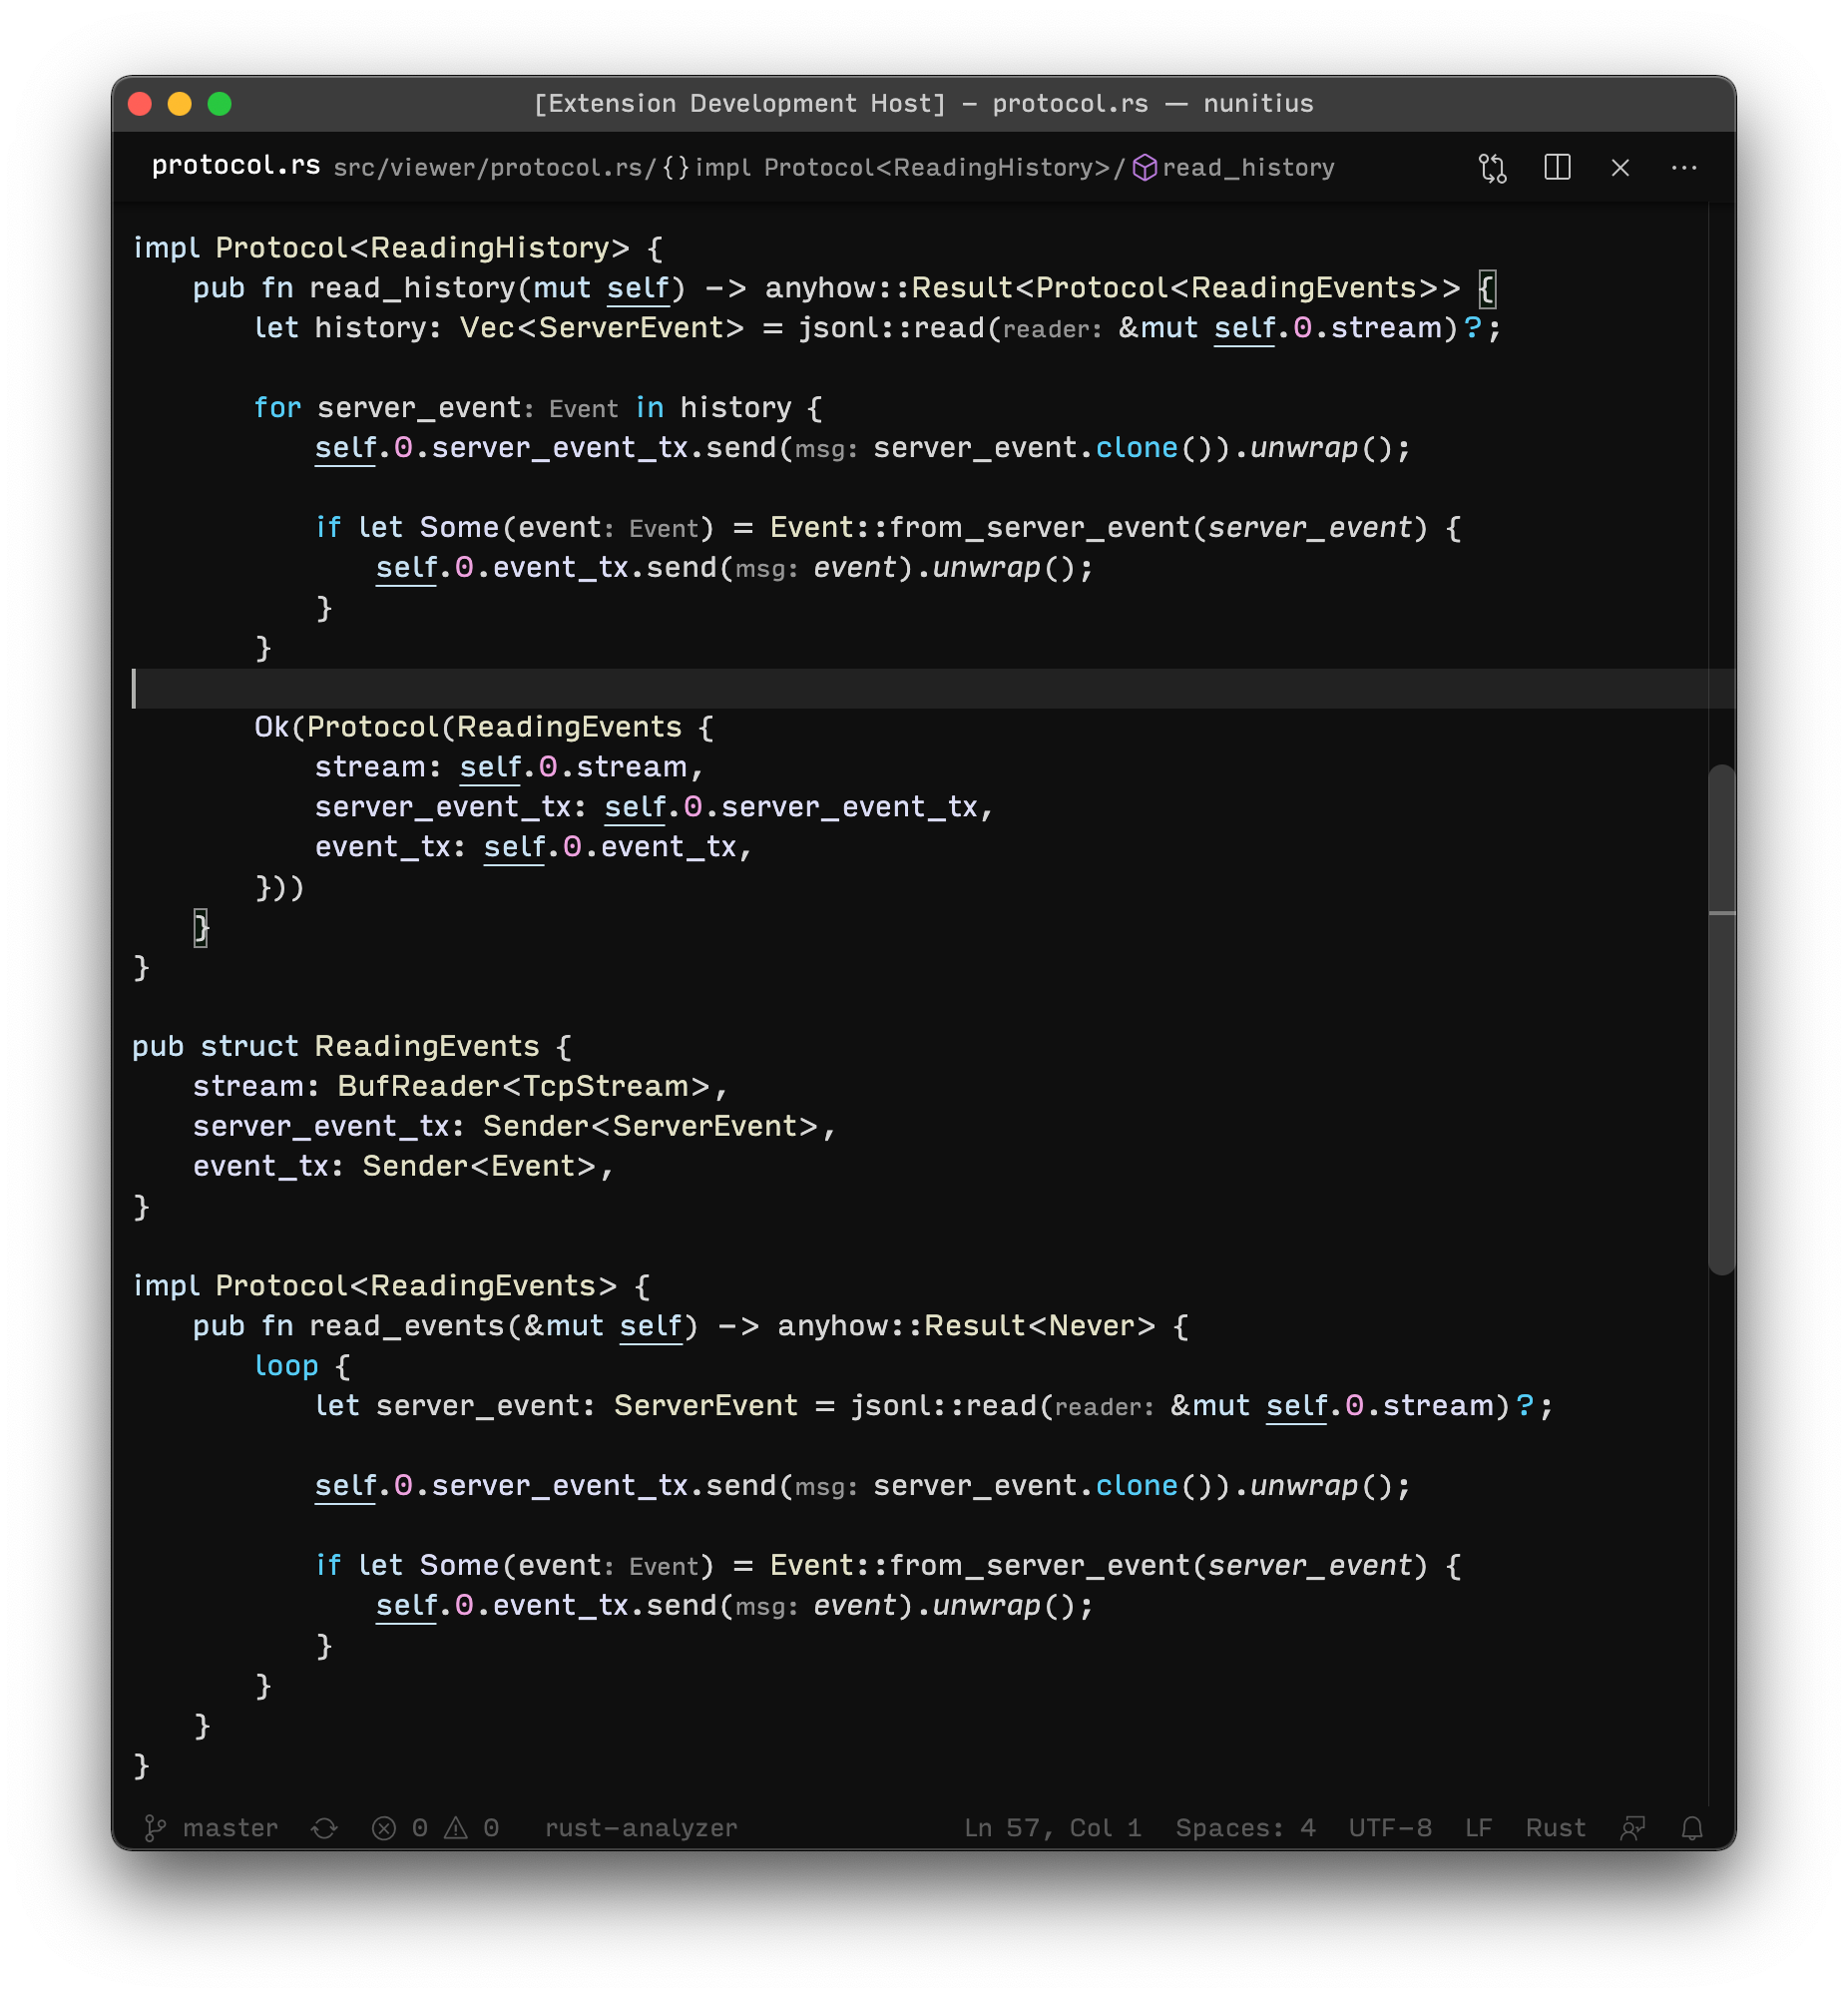 [Extension Development Host] – protocol.rs — nunitius
protocol.rs src/viewer/protocol.rs/{}impl Protocol<ReadingHistory>/read_history
impl Protocol<ReadingHistory> {
    pub fn read_history(mut self) -> anyhow::Result<Protocol<ReadingEvents>> {
        let history: Vec<ServerEvent> = jsonl::read(reader: &mut self.0.stream)?;
        for server_event: Event in history {
            self.0.server_event_tx.send(msg: server_event.clone()).unwrap();
            if let Some(event: Event) = Event::from_server_event(server_event) {
                self.0.event_tx.send(msg: event).unwrap();
            }
        }
        Ok(Protocol(ReadingEvents {
            stream: self.0.stream,
            server_event_tx: self.0.server_event_tx,
            event_tx: self.0.event_tx,
        }))
    }
}
pub struct ReadingEvents {
    stream: BufReader<TcpStream>,
    server_event_tx: Sender<ServerEvent>,
    event_tx: Sender<Event>,
}
impl Protocol<ReadingEvents> {
    pub fn read_events(&mut self) -> anyhow::Result<Never> {
        loop {
            let server_event: ServerEvent = jsonl::read(reader: &mut self.0.stream)?;
            self.0.server_event_tx.send(msg: server_event.clone()).unwrap();
            if let Some(event: Event) = Event::from_server_event(server_event) {
                self.0.event_tx.send(msg: event).unwrap();
            }
        }
    }
}
master 0 0 rust-analyzer Ln 57, Col 1 Spaces: 4 UTF-8 LF Rust